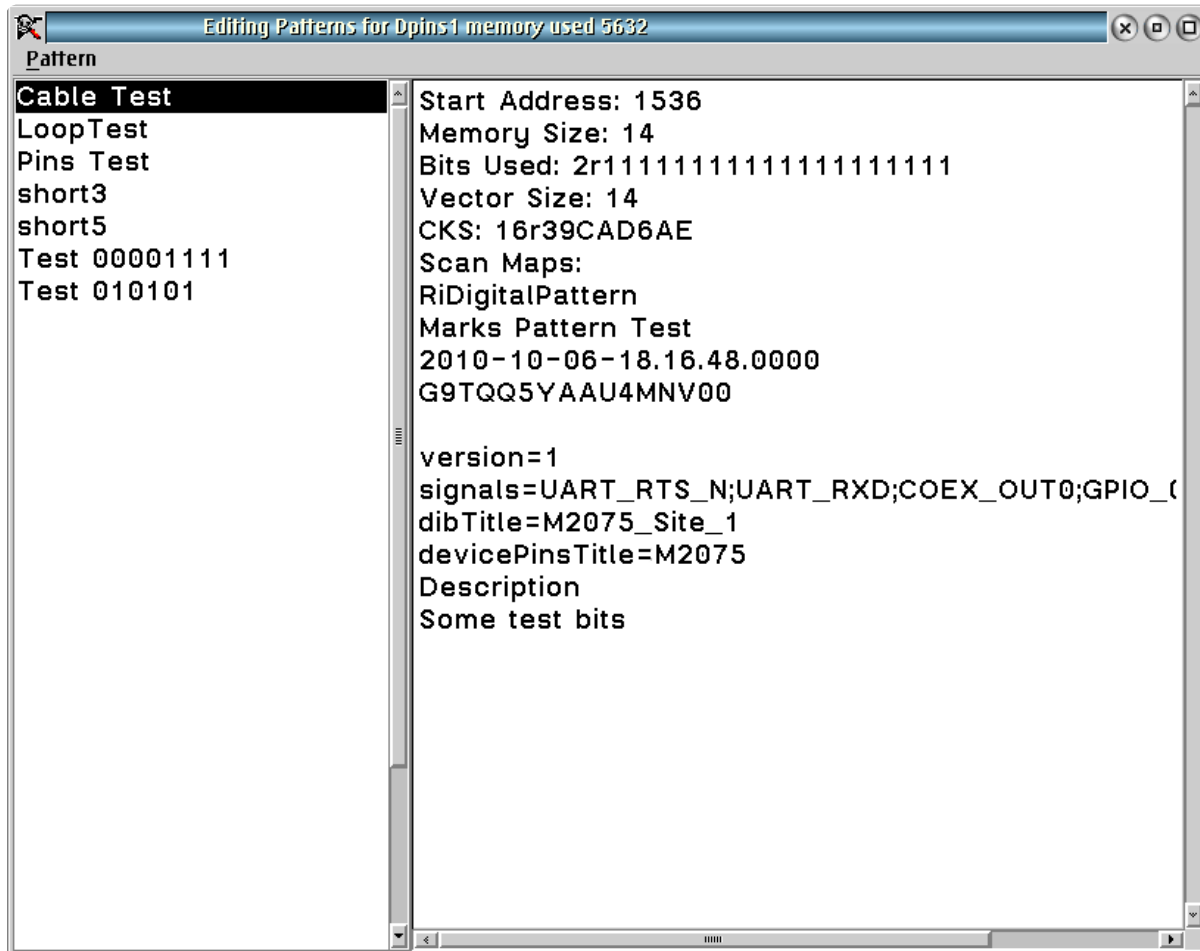 Editing Patterns for Dpins1 memory used 5632
Pattern
Cable Test
LoopTest
Pins Test
short3
short5
Test 00001111
Test 010101
Start Address: 1536
Memory Size: 14
Bits Used: 2r111111111111111111111
Vector Size: 14
CKS: 16r39CAD6AE
Scan Maps:
RiDigitalPattern
Marks Pattern Test
2010-10-06-18.16.48.0000
G9TQQ5YAAU4MNV00
version=1
signals=UART_RTS_N;UART_RXD;COEX_OUT0;GPIO_
dibTitle=M2075_Site_1
devicePinsTitle=M2075
Description
Some test bits